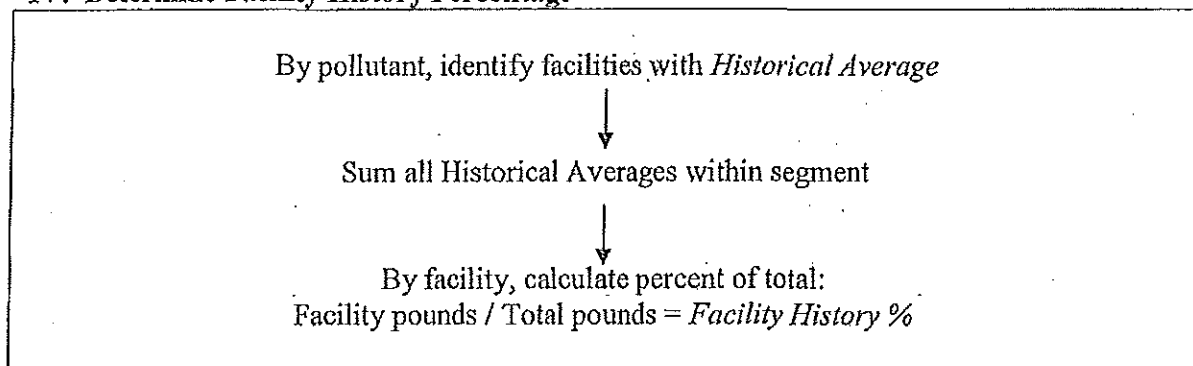 By pollutant, identify facilities with Historical Average
Sum all Historical Averages within segment
By facility, calculate percent of total:
Facility pounds / Total pounds = Facility History %